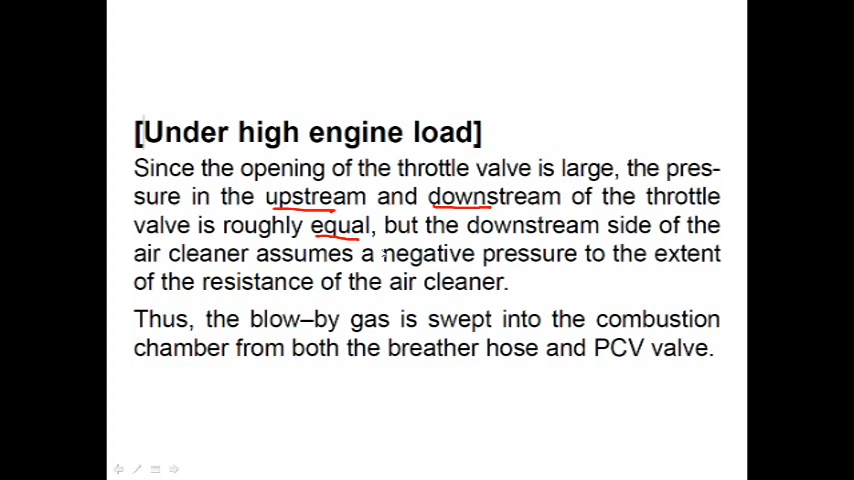 [Under high engine load]
Since the opening of the throttle valve is large, the pres-
sure in the upstream and downstream of the throttle
valve is roughly equal, but the downstream side of the
air cleaner assumes a negative pressure to the extent
of the resistance of the air cleaner.
Thus, the blow–by gas is swept into the combustion
chamber from both the breather hose and PCV valve.